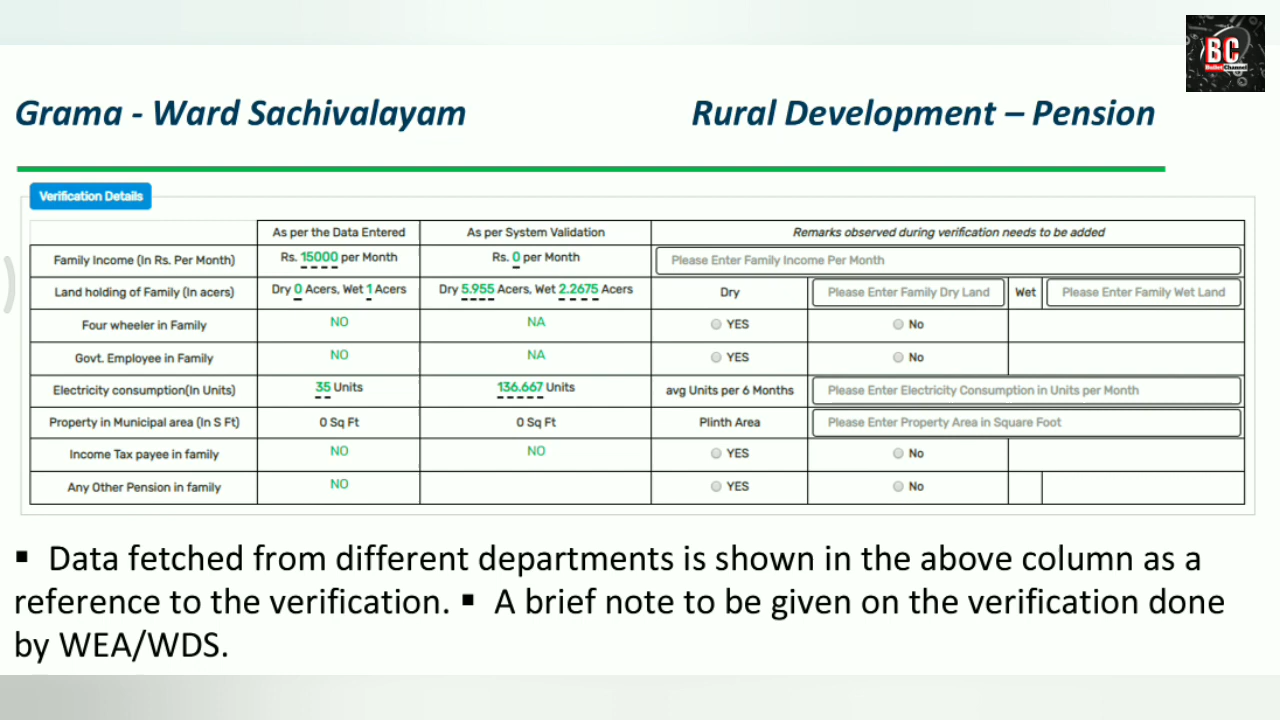 BC
Bullet Channel
Grama - Ward Sachivalayam Rural Development – Pension
Verification Details
As per the Data Entered As per System Validation Remarks observed during verification needs to be added
Family Income (In Rs. Per Month) Rs. 15000 per Month Rs. 0 per Month Please Enter Family Income Per Month
Land holding of Family (In acers) Dry 0 Acers, Wet 1 Acers Dry 5.955 Acers, Wet 2.2675 Acers Dry Please Enter Family Dry Land Wet Please Enter Family Wet Land
Four wheeler in Family NO NA YES No
Govt. Employee in Family NO NA YES No
Electricity consumption(In Units) 35 Units 136.667 Units avg Units per 6 Months Please Enter Electricity Consumption in Units per Month
Property in Municipal area (In S Ft) 0 Sq Ft 0 Sq Ft Plinth Area Please Enter Property Area in Square Foot
Income Tax payee in family NO NO YES No
Any Other Pension in family NO YES No
▪ Data fetched from different departments is shown in the above column as a
reference to the verification. ▪ A brief note to be given on the verification done
by WEA/WDS.